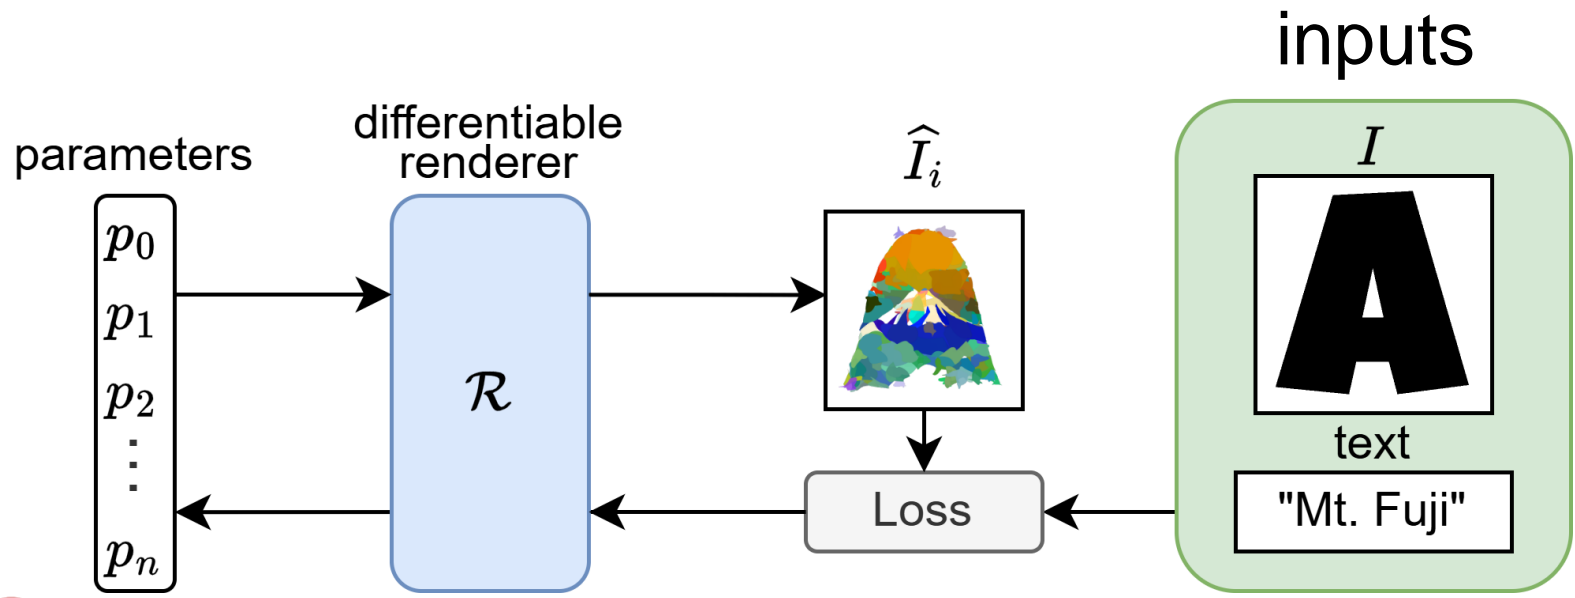 inputs
differentiable
renderer
parameters
Î_i
I
p_0
p_1
p_2
⋮
p_n
R
A
text
Loss
"Mt. Fuji"